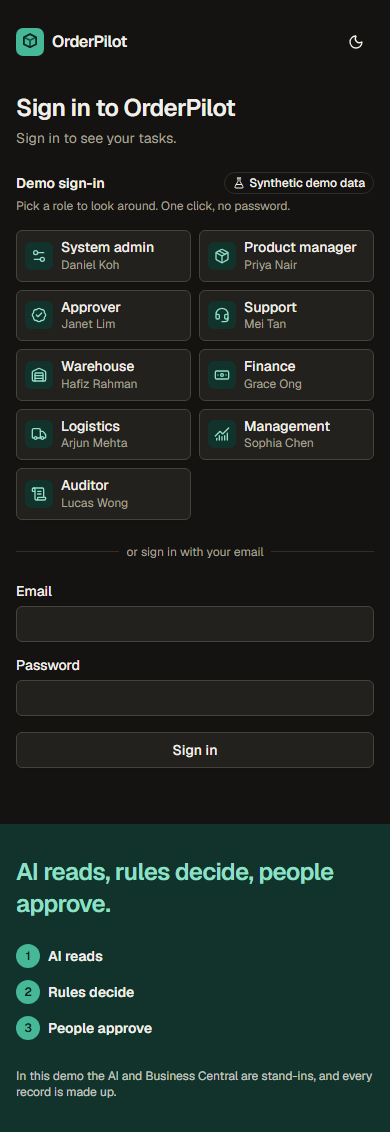 OrderPilot
Sign in to OrderPilot
Sign in to see your tasks.
Demo sign-in
Synthetic demo data
Pick a role to look around. One click, no password.
System admin
Daniel Koh
Product manager
Priya Nair
Approver
Janet Lim
Support
Mei Tan
Warehouse
Hafiz Rahman
Finance
Grace Ong
Logistics
Arjun Mehta
Management
Sophia Chen
Auditor
Lucas Wong
or sign in with your email
Email
Password
Sign in
AI reads, rules decide, people
approve.
1 AI reads
2 Rules decide
3 People approve
In this demo the AI and Business Central are stand-ins, and every
record is made up.